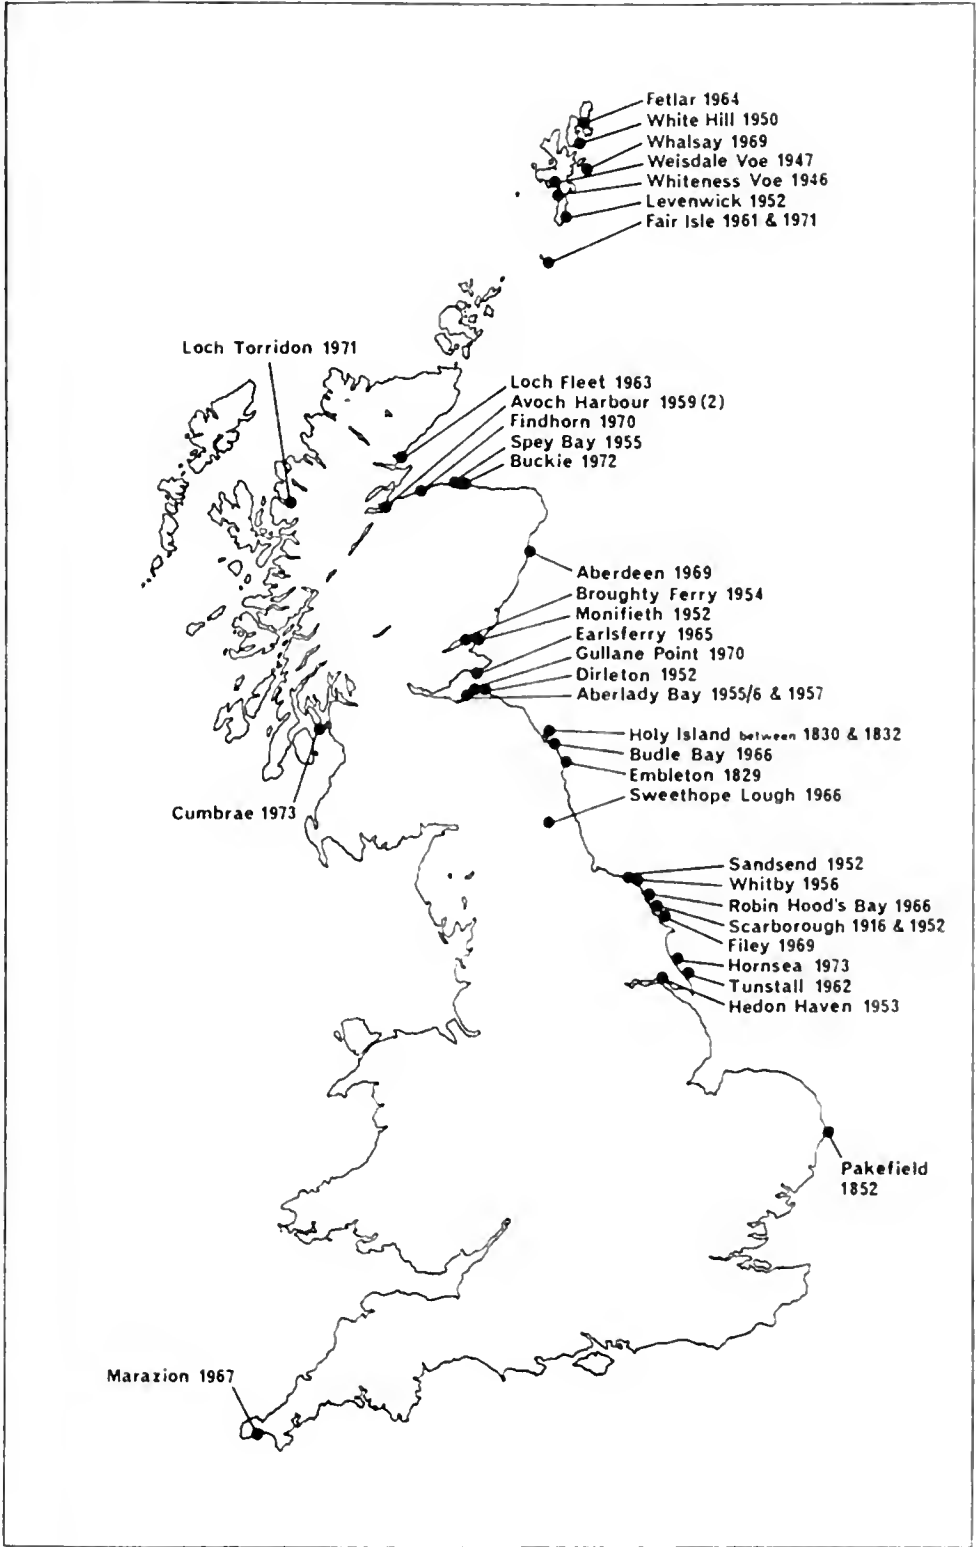 Fetlar 1964
White Hill 1950
Whalsay 1969
Weisdale Voe 1947
Whiteness Voe 1946
Levenwick 1952
Fair Isle 1961 & 1971
Loch Torridon 1971
Loch Fleet 1963
Avoch Harbour 1959 (2)
Findhorn 1970
Spey Bay 1955
Buckie 1972
Aberdeen 1969
Broughty Ferry 1954
Monifieth 1952
Earlsferry 1965
Gullane Point 1970
Dirleton 1952
Aberlady Bay 1955/6 & 1957
Holy Island between 1830 & 1832
Budle Bay 1966
Embleton 1829
Sweethope Lough 1966
Cumbrae 1973
Sandsend 1952
Whitby 1956
Robin Hood's Bay 1966
Scarborough 1916 & 1952
Filey 1969
Hornsea 1973
Tunstall 1962
Hedon Haven 1953
Pakefield
1852
Marazion 1967